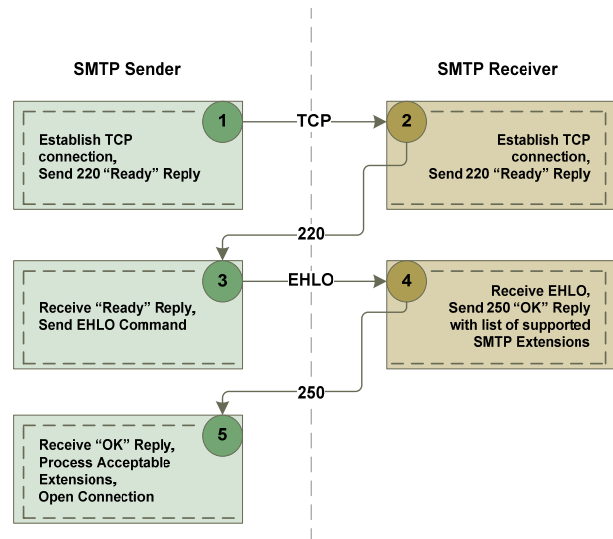 SMTP Sender
SMTP Receiver
1
TCP
2
Establish TCP
connection,
Send 220 “Ready” Reply
Establish TCP
connection,
Send 220 “Ready” Reply
220
3
EHLO
4
Receive “Ready” Reply,
Send EHLO Command
Receive EHLO,
Send 250 “OK” Reply
with list of supported
SMTP Extensions
250
5
Receive “OK” Reply,
Process Acceptable
Extensions,
Open Connection